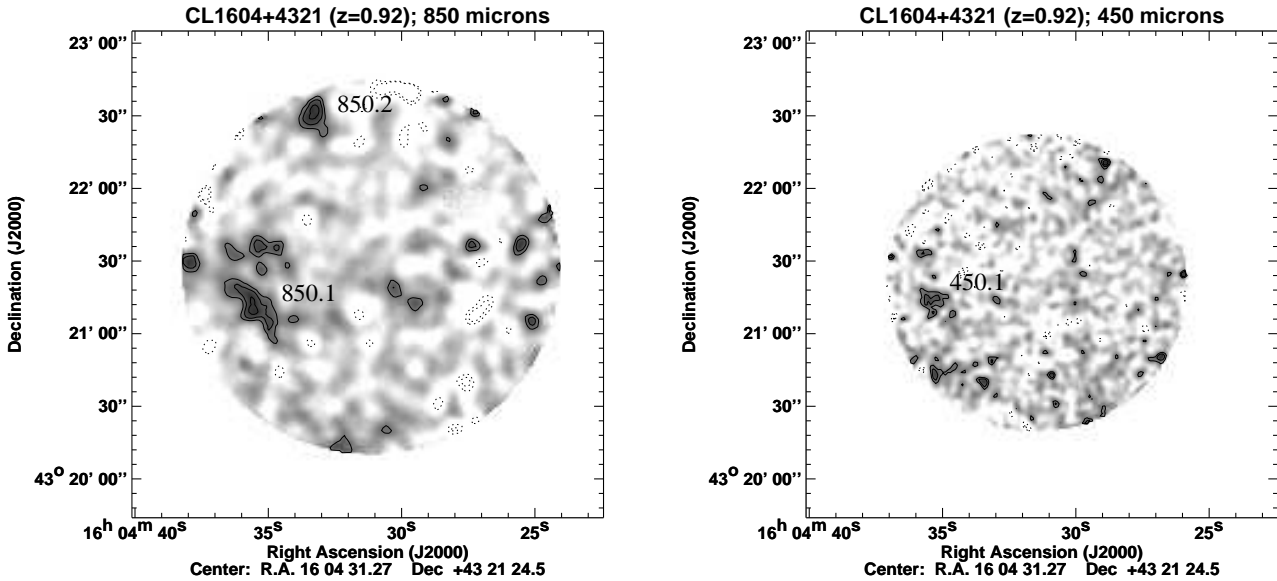 CL1604+4321 (z=0.92); 850 microns
23' 00''
30''
22' 00''
30''
21' 00''
30''
43° 20' 00''
Declination (J2000)
850.2
850.1
16ʰ 04ᵐ 40ˢ
35ˢ
30ˢ
25ˢ
Right Ascension (J2000)
Center: R.A. 16 04 31.27 Dec +43 21 24.5
CL1604+4321 (z=0.92); 450 microns
23' 00''
30''
22' 00''
30''
21' 00''
30''
43° 20' 00''
Declination (J2000)
450.1
16ʰ 04ᵐ 40ˢ
35ˢ
30ˢ
25ˢ
Right Ascension (J2000)
Center: R.A. 16 04 31.27 Dec +43 21 24.5